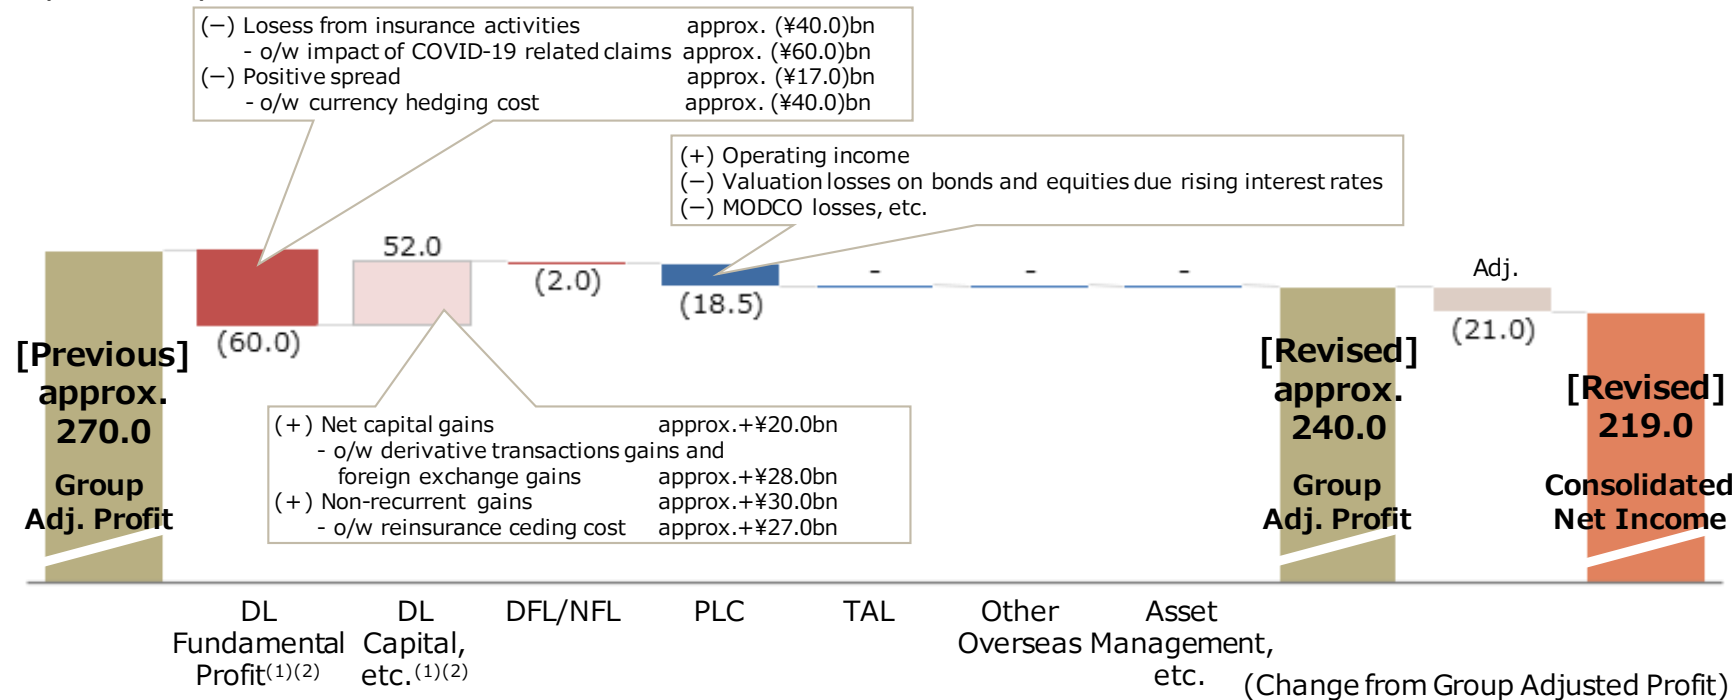 (−) Losess from insurance activities approx. (¥40.0)bn
- o/w impact of COVID-19 related claims approx. (¥60.0)bn
(−) Positive spread approx. (¥17.0)bn
- o/w currency hedging cost approx. (¥40.0)bn
(+) Operating income
(−) Valuation losses on bonds and equities due rising interest rates
(−) MODCO losses, etc.
52.0
(60.0)
(2.0)
(18.5)
-
-
-
Adj.
(21.0)
[Previous]
approx.
270.0
Group
Adj. Profit
(+) Net capital gains approx.+¥20.0bn
- o/w derivative transactions gains and
foreign exchange gains approx.+¥28.0bn
(+) Non-recurrent gains approx.+¥30.0bn
- o/w reinsurance ceding cost approx.+¥27.0bn
[Revised]
approx.
240.0
Group
Adj. Profit
[Revised]
219.0
Consolidated
Net Income
DL
Fundamental
Profit(1)(2)
DL
Capital,
etc.(1)(2)
DFL/NFL
PLC
TAL
Other
Overseas
Asset
Management,
etc.
(Change from Group Adjusted Profit)